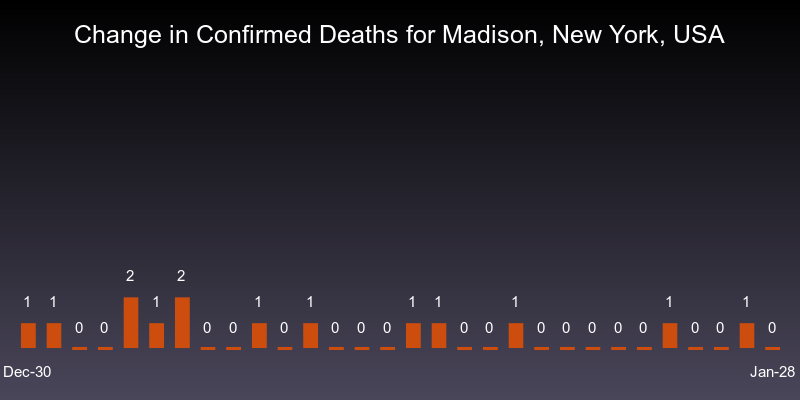 Change in Confirmed Deaths for Madison, New York, USA
1 1 0 0 2 1 2 0 0 1 0 1 0 0 0 1 1 0 0 1 0 0 0 0 0 1 0 0 1 0
Dec-30 Jan-28